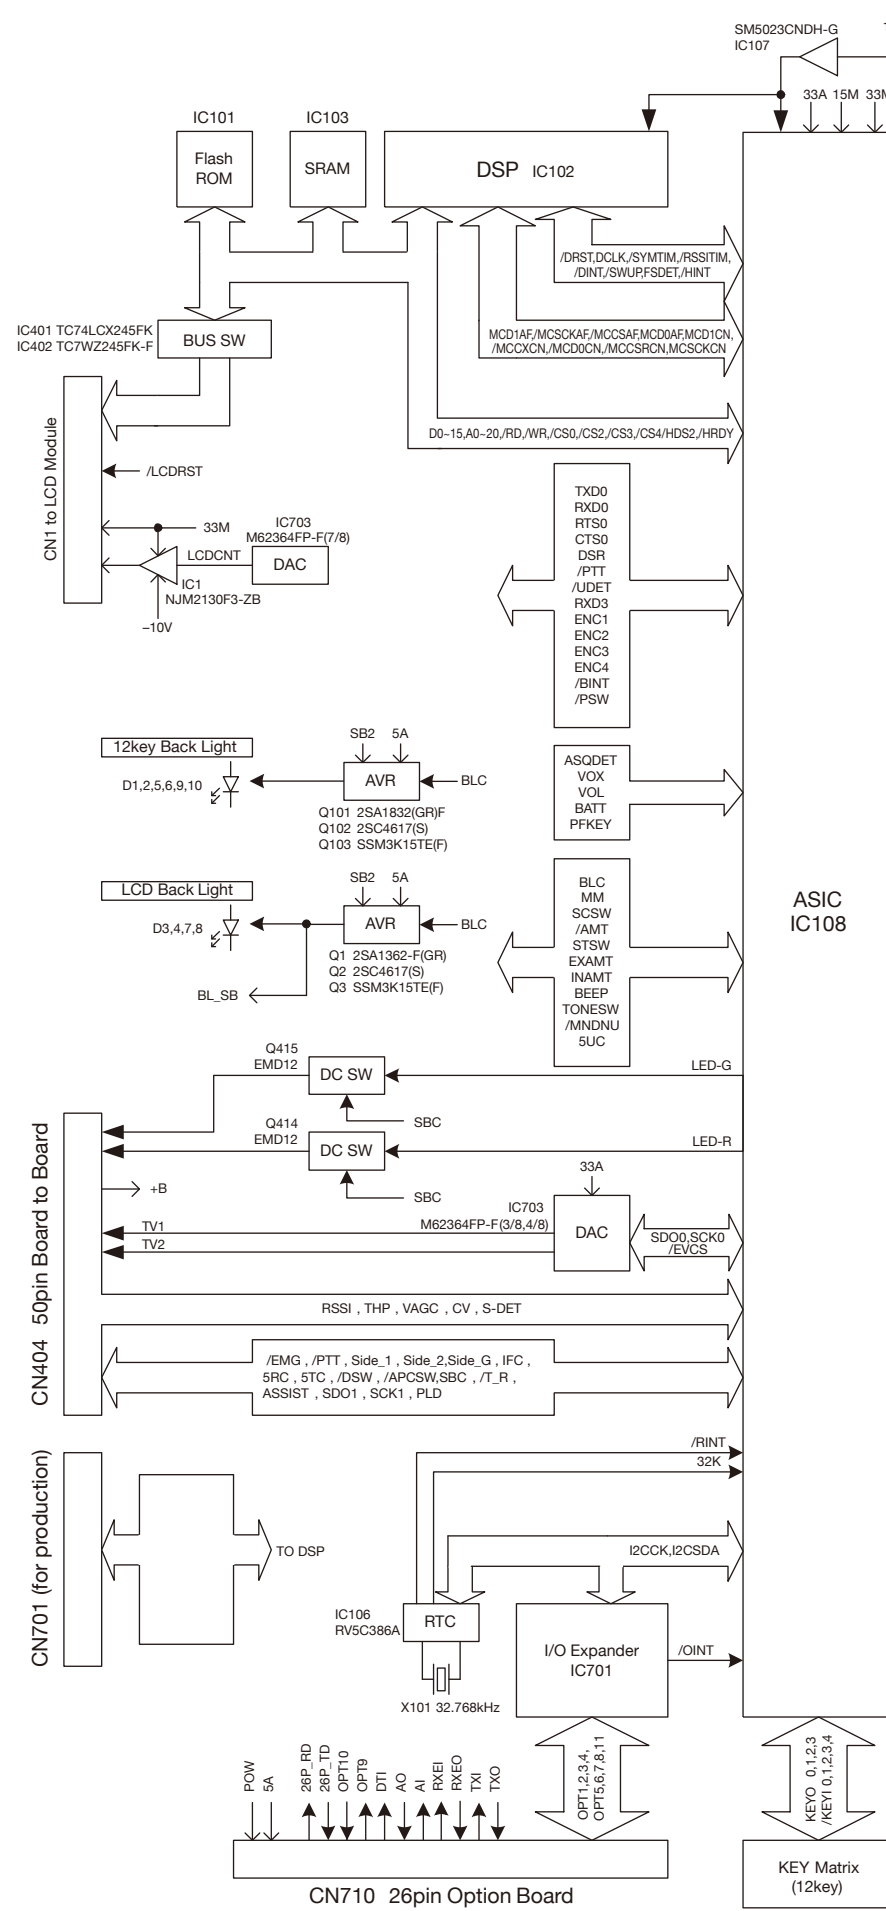 SM5023CNDH-G
IC107
33A 15M 33M
IC101
IC103
Flash
ROM
SRAM
DSP IC102
/DRST,DCLK,/SYMTIM,/RSSITIM,
/DINT,/SWUP,FSDET,/HINT
IC401 TC74LCX245FK
IC402 TC7WZ245FK-F
BUS SW
MCD1AF/MCSCKAF,/MCCSAF,MCD0AF,MCD1CN,
/MCCXCN,/MCD0CN,/MCCSRCN,MCSCKCN
D0~15,A0~20,/RD,/WR,/CS0,/CS2,/CS3,/CS4/HDS2,/HRDY
CN1 to LCD Module
/LCDRST
33M
IC703
M62364FP-F(7/8)
LCDCNT
DAC
IC1
NJM2130F3-ZB
–10V
TXD0
RXD0
RTS0
CTS0
DSR
/PTT
/UDET
RXD3
ENC1
ENC2
ENC3
ENC4
/BINT
/PSW
12key Back Light
SB2 5A
D1,2,5,6,9,10
AVR
BLC
Q101 2SA1832(GR)F
Q102 2SC4617(S)
Q103 SSM3K15TE(F)
ASQDET
VOX
VOL
BATT
PFKEY
LCD Back Light
SB2 5A
D3,4,7,8
AVR
BLC
Q1 2SA1362-F(GR)
Q2 2SC4617(S)
Q3 SSM3K15TE(F)
BL_SB
BLC
MM
SCSW
/AMT
STSW
EXAMT
INAMT
BEEP
TONESW
/MNDNU
5UC
ASIC
IC108
Q415
EMD12
DC SW
LED-G
SBC
Q414
EMD12
DC SW
LED-R
SBC
CN404 50pin Board to Board
+B
33A
IC703
M62364FP-F(3/8,4/8)
DAC
TV1
TV2
SDO0,SCK0
/EVCS
RSSI , THP , VAGC , CV , S-DET
/EMG , /PTT , Side_1 , Side_2,Side_G , IFC ,
5RC , 5TC , /DSW , /APCSW,SBC , /T_R ,
ASSIST , SDO1 , SCK1 , PLD
CN701 (for production)
TO DSP
/RINT
32K
I2CCK,I2CSDA
IC106
RV5C386A
RTC
X101 32.768kHz
I/O Expander
IC701
/OINT
POW
5A
26P_RD
26P_TD
OPT10
OPT9
DTI
AO
AI
RXEI
RXEO
TXI
TXO
OPT1,2,3,4,
OPT5,6,7,8,11
KEYO 0,1,2,3
/KEYI 0,1,2,3,4
CN710 26pin Option Board
KEY Matrix
(12key)